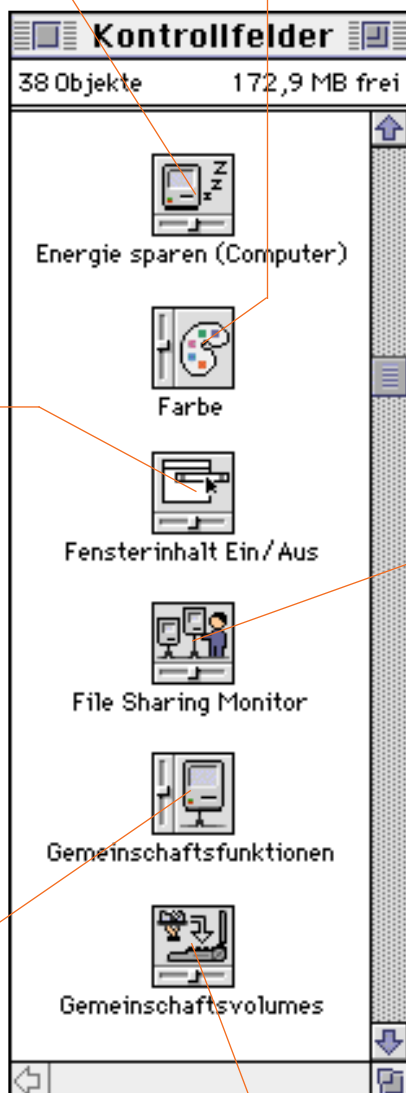 Kontrollfelder
38 Objekte 172,9 MB frei
Energie sparen (Computer)
Farbe
Fensterinhalt Ein/Aus
File Sharing Monitor
Gemeinschaftsfunktionen
Gemeinschaftsvolumes